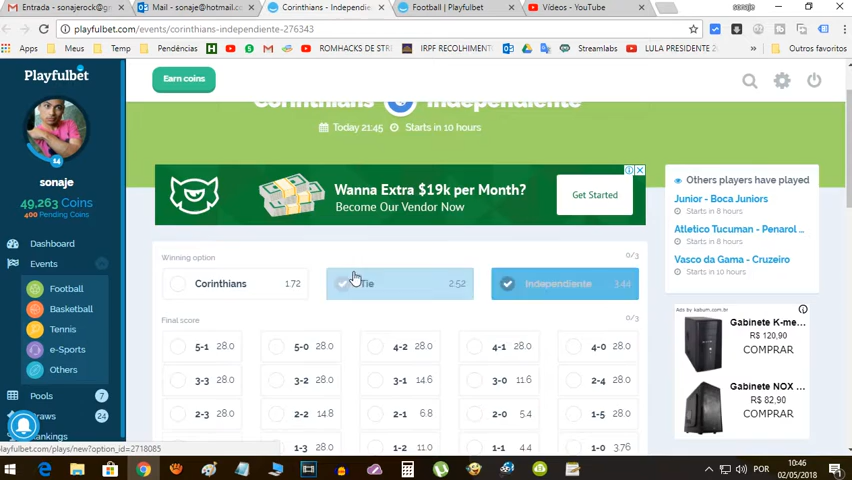 Entrada - sonajerock@g
Mail - sonaje@hotmail.c
Corinthians - Independie
Football | Playfulbet
Vídeos - YouTube
sonaje
playfulbet.com/events/corinthians-independiente-276343
Apps
Meus
Temp
Pendências
ROMHACKS DE STR
IRPF RECOLHIMENT
GC
Streamlabs
LULA PRESIDENTE 2
Outros favoritos
Playfulbet
Earn coins
Corinthians
Independiente
Today 21:45
Starts in 10 hours
14
sonaje
49,263 Coins
400 Pending Coins
Dashboard
Events
Football
Basketball
Tennis
e-Sports
Others
Pools
7
raws
24
Rankings
Wanna Extra $19k per Month?
Become Our Vendor Now
Get Started
Winning option
0/3
Corinthians
1.72
Tie
2.52
Independiente
3.44
Final score
0/3
5-1 28.0
5-0 28.0
4-2 28.0
4-1 28.0
4-0 28.0
3-3 28.0
3-2 28.0
3-1 14.6
3-0 11.6
2-4 28.0
2-3 28.0
2-2 14.8
2-1 6.8
2-0 5.4
1-5 28.0
1-3 28.0
1-2 11.0
1-1 4.4
1-0 3.76
Others players have played
Junior - Boca Juniors
Starts in 8 hours
Atletico Tucuman - Penarol ...
Starts in 8 hours
Vasco da Gama - Cruzeiro
Starts in 10 hours
Ads by kabum.com.br
Gabinete K-me...
R$ 120,90
COMPRAR
Gabinete NOX ...
R$ 82,90
COMPRAR
playfulbet.com/plays/new?option_id=2718085
POR
10:46
02/05/2018